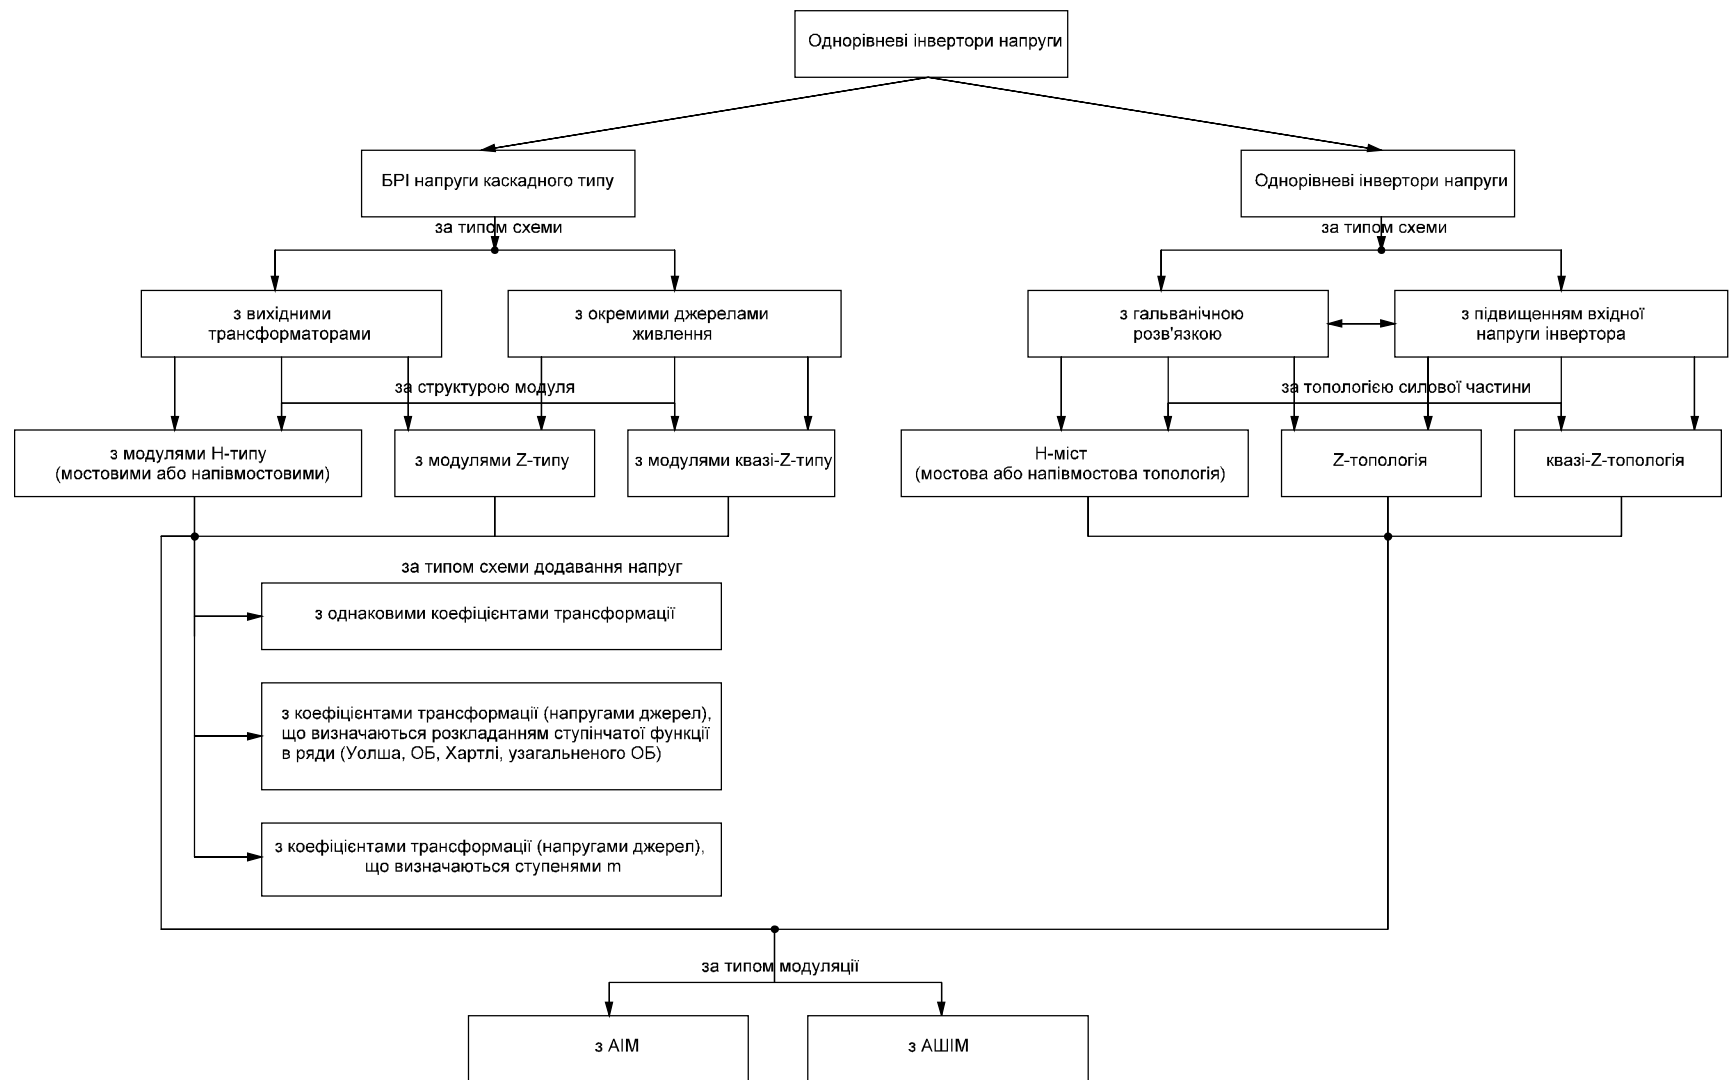 Однорівневі інвертори напруги
БРІ напруги каскадного типу
Однорівневі інвертори напруги
за типом схеми
за типом схеми
з вихідними
трансформаторами
з окремими джерелами
живлення
з гальванічною
розв'язкою
з підвищенням вхідної
напруги інвертора
за структурою модуля
за топологією силової частини
з модулями Н-типу
(мостовими або напівмостовими)
з модулями Z-типу
з модулями квазі-Z-типу
Н-міст
(мостова або напівмостова топологія)
Z-топологія
квазі-Z-топологія
за типом схеми додавання напруг
з однаковими коефіцієнтами трансформації
з коефіцієнтами трансформації (напругами джерел),
що визначаються розкладанням ступінчатої функції
в ряди (Уолша, ОБ, Хартлі, узагальненого ОБ)
з коефіцієнтами трансформації (напругами джерел),
що визначаються ступенями m
за типом модуляції
з АІМ
з АШІМ